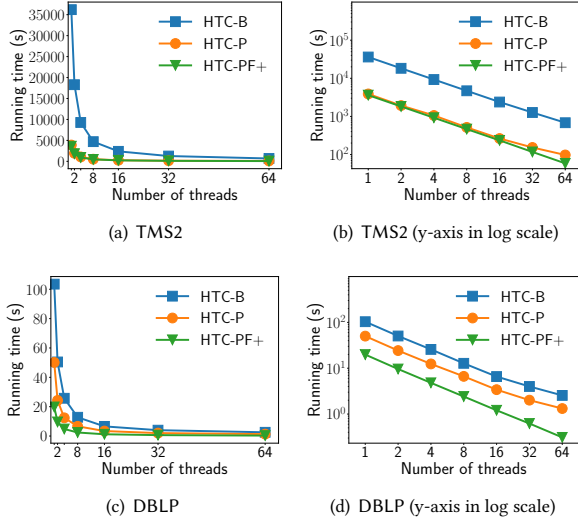 35000
30000
25000
20000
15000
10000
5000
0
Running time (s)
HTC-B
HTC-P
HTC-PF+
2 8 16 32 64
Number of threads
(a) TMS2
10^5
10^4
10^3
10^2
Running time (s)
HTC-B
HTC-P
HTC-PF+
1 2 4 8 16 32 64
Number of threads
(b) TMS2 (y-axis in log scale)
100
80
60
40
20
0
Running time (s)
HTC-B
HTC-P
HTC-PF+
2 8 16 32 64
Number of threads
(c) DBLP
10^2
10^1
10^0
Running time (s)
HTC-B
HTC-P
HTC-PF+
1 2 4 8 16 32 64
Number of threads
(d) DBLP (y-axis in log scale)